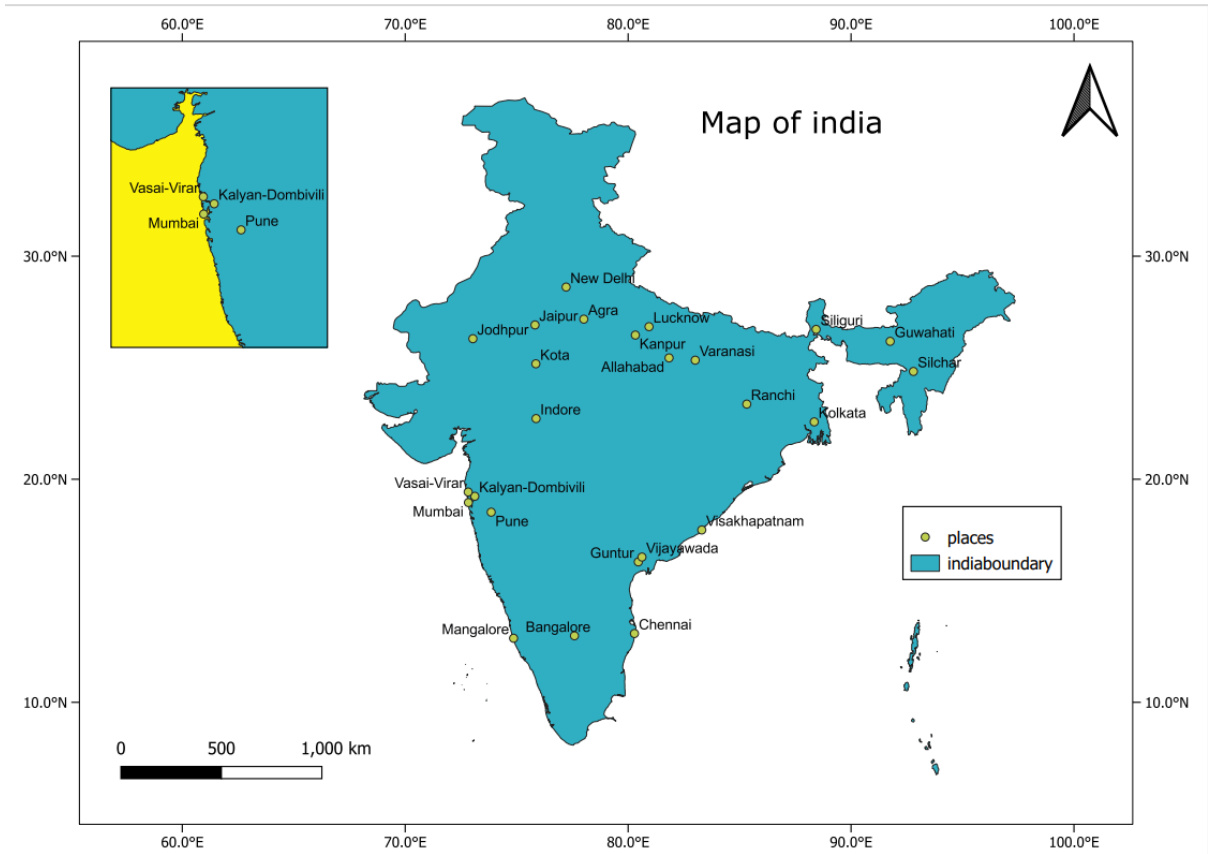 60.0°E 70.0°E 80.0°E 90.0°E 100.0°E
Map of india
Vasai-Virar
Kalyan-Dombivili
Mumbai
Pune
30.0°N
30.0°N
New Delhi
Jaipur
Agra
Lucknow
Siliguri
Jodhpur
Kanpur
Guwahati
Kota
Allahabad
Varanasi
Silchar
Indore
Ranchi
Kolkata
20.0°N
20.0°N
Vasai-Virar
Kalyan-Dombivili
Mumbai
Pune
Visakhapatnam
Guntur
Vijayawada
places
indiaboundary
Mangalore
Bangalore
Chennai
10.0°N
10.0°N
0 500 1,000 km
60.0°E 70.0°E 80.0°E 90.0°E 100.0°E